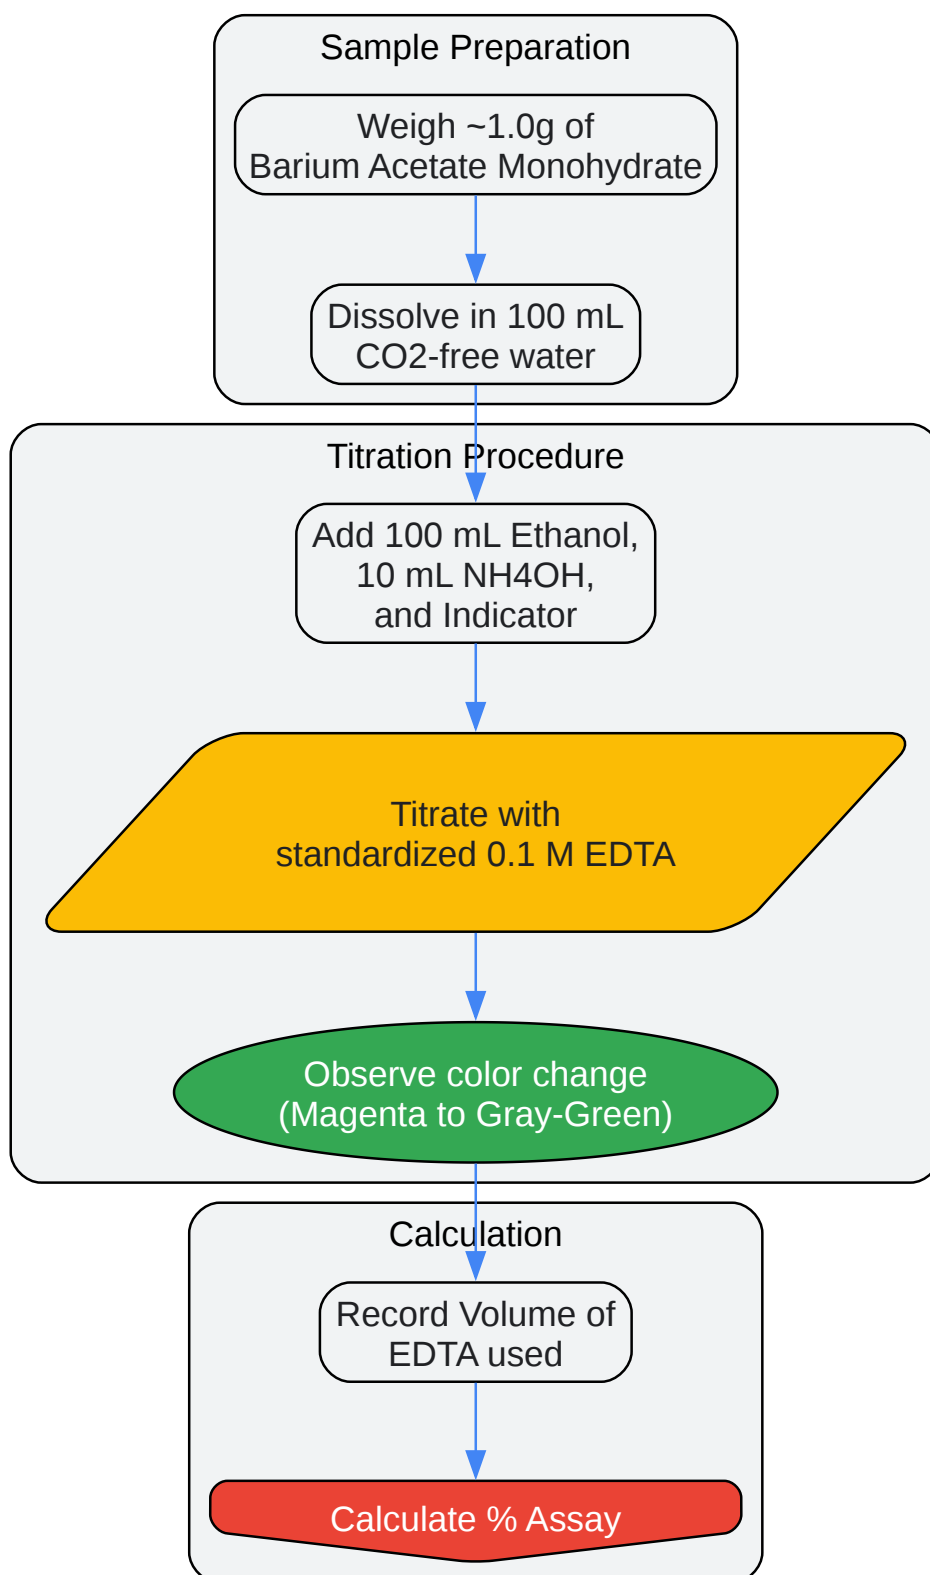 Sample Preparation
Weigh ~1.0g of
Barium Acetate Monohydrate
Dissolve in 100 mL
CO2-free water
Titration Procedure
Add 100 mL Ethanol,
10 mL NH4OH,
and Indicator
Titrate with
standardized 0.1 M EDTA
Observe color change
(Magenta to Gray-Green)
Calculation
Record Volume of
EDTA used
Calculate % Assay